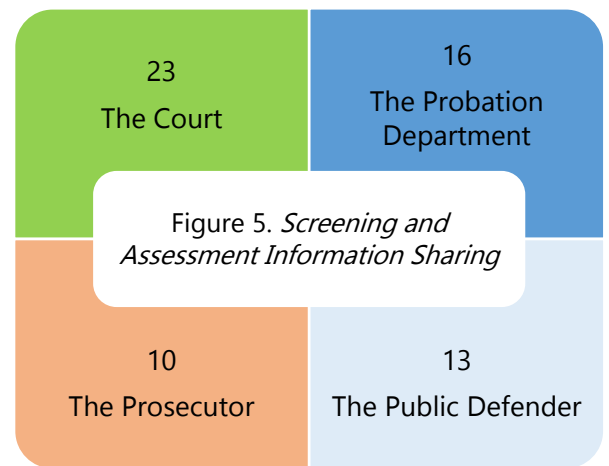 23
The Court
16
The Probation
Department
Figure 5. Screening and
Assessment Information Sharing
10
The Prosecutor
13
The Public Defender